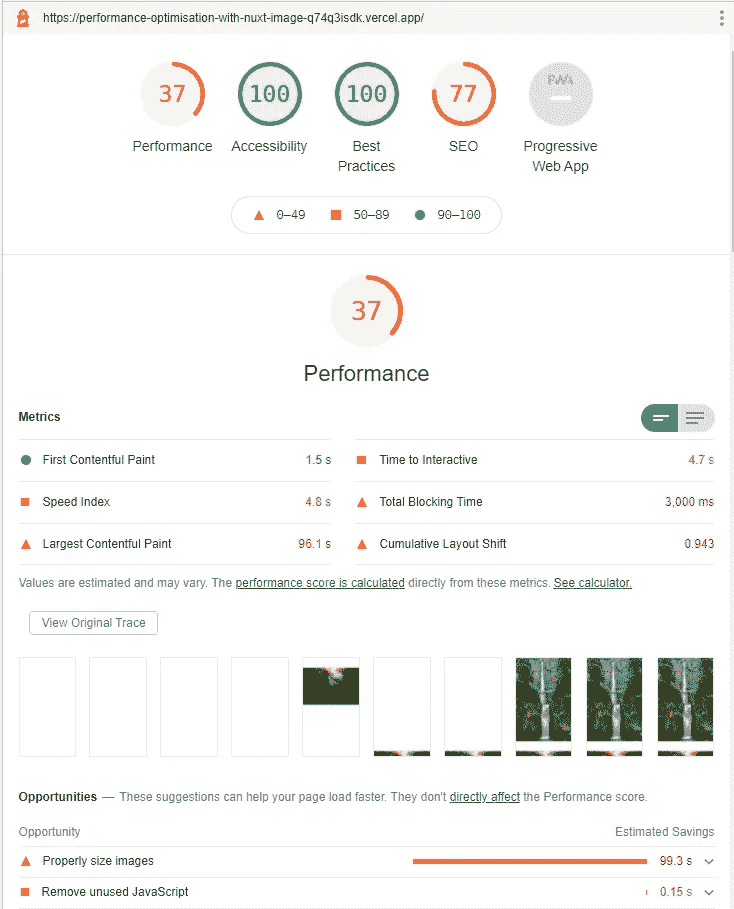 https://performance-optimisation-with-nuxt-image-q74q3isdk.vercel.app/
37 100 100 77 PWA
Performance Accessibility Best Practices SEO Progressive Web App
0–49 50–89 90–100
37
Performance
Metrics
First Contentful Paint 1.5 s Time to Interactive 4.7 s
Speed Index 4.8 s Total Blocking Time 3,000 ms
Largest Contentful Paint 96.1 s Cumulative Layout Shift 0.943
Values are estimated and may vary. The performance score is calculated directly from these metrics. See calculator.
View Original Trace
Opportunities — These suggestions can help your page load faster. They don't directly affect the Performance score.
Opportunity Estimated Savings
Properly size images 99.3 s
Remove unused JavaScript 0.15 s